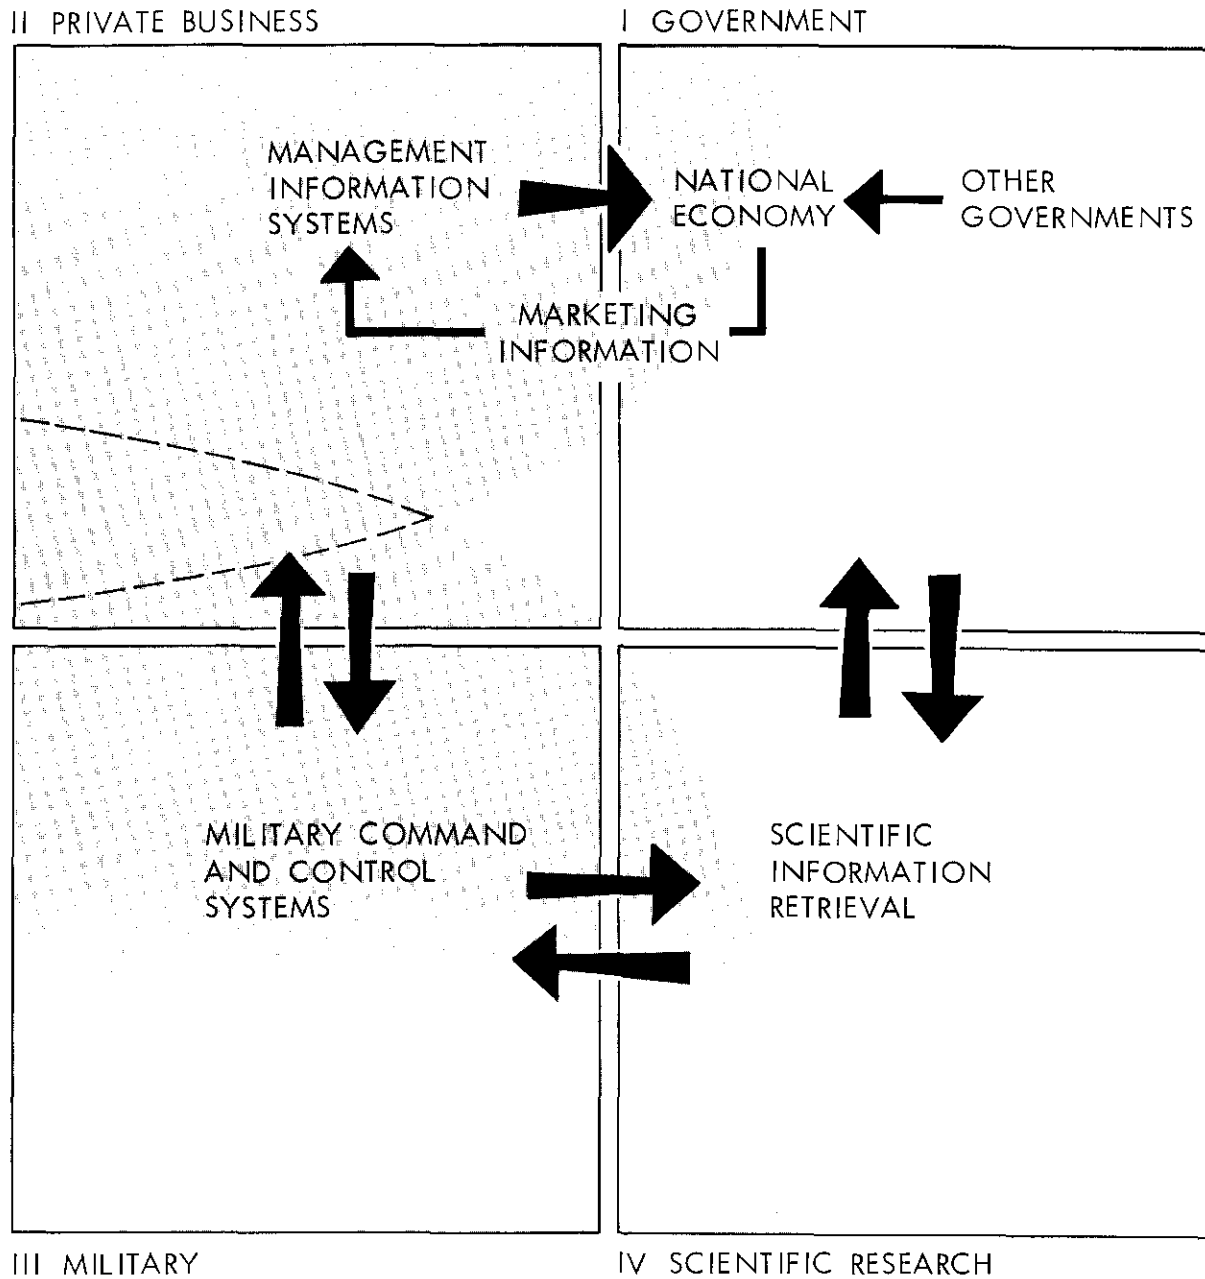 II PRIVATE BUSINESS
I GOVERNMENT
MANAGEMENT
INFORMATION
SYSTEMS
NATIONAL
ECONOMY
OTHER
GOVERNMENTS
MARKETING
INFORMATION
MILITARY COMMAND
AND CONTROL
SYSTEMS
SCIENTIFIC
INFORMATION
RETRIEVAL
III MILITARY
IV SCIENTIFIC RESEARCH